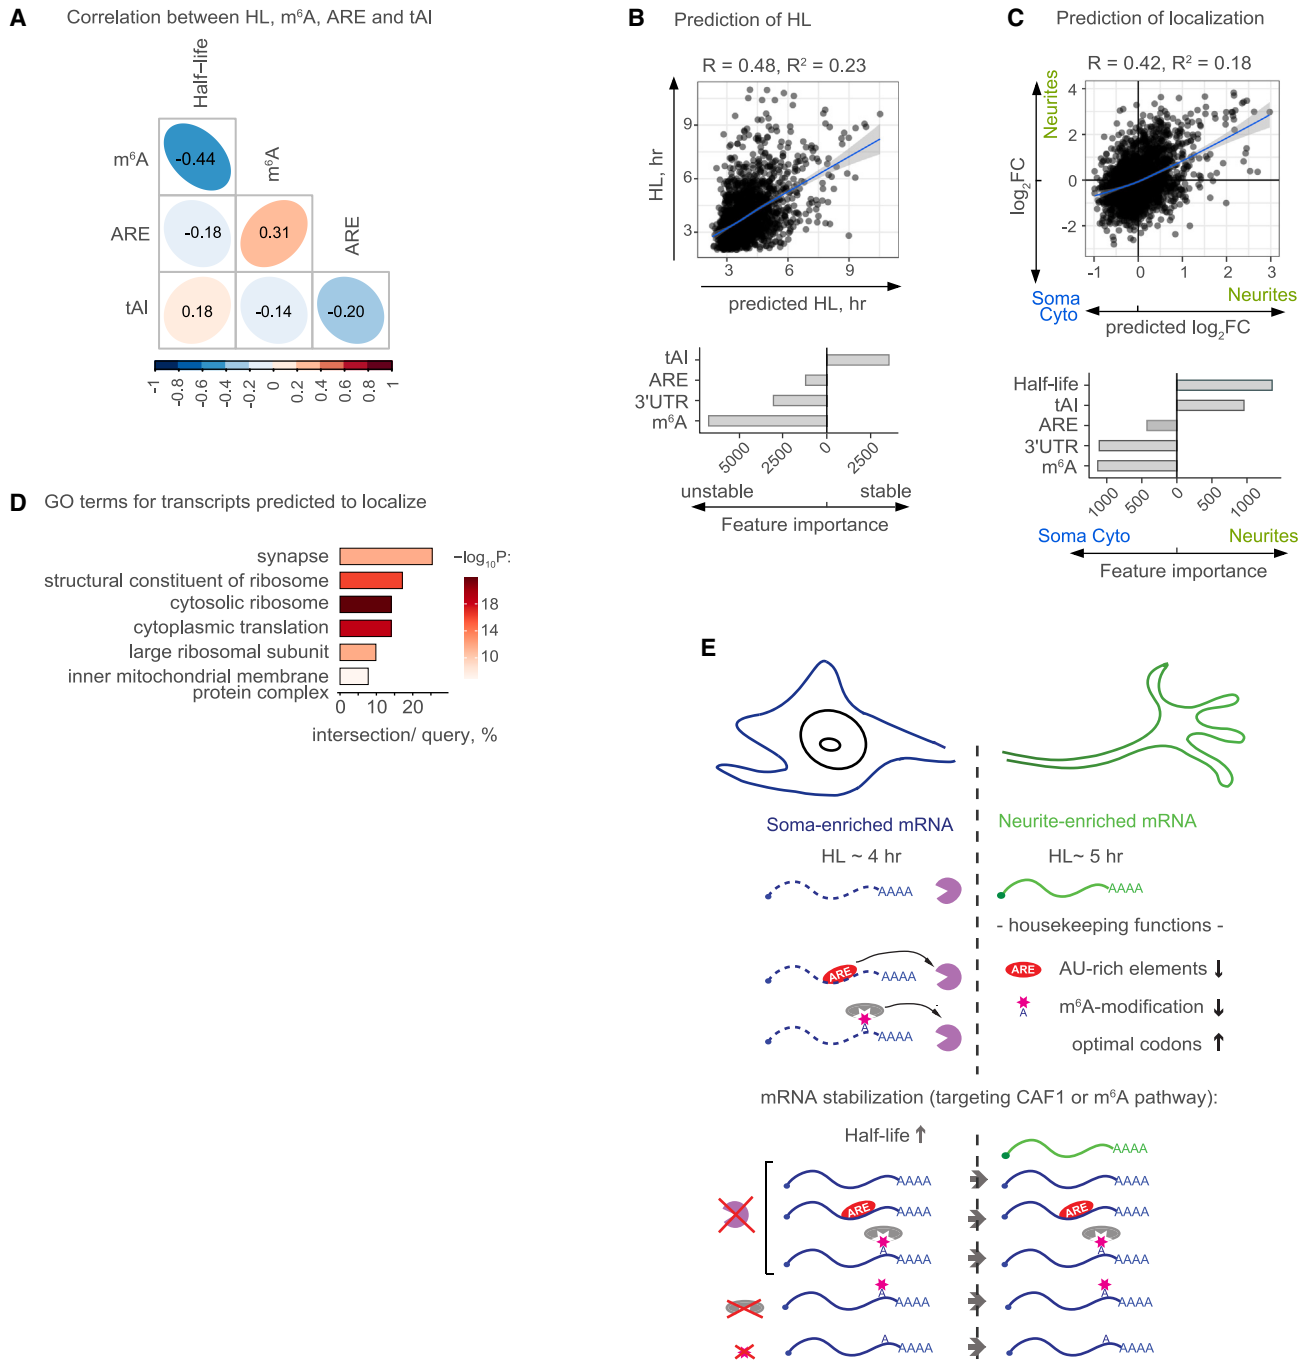 A Correlation between HL, m⁶A, ARE and tAI
Half-life
m⁶A
-0.44
m⁶A
ARE
-0.18
0.31
ARE
tAI
0.18
-0.14
-0.20
-1 -0.8 -0.6 -0.4 -0.2 0 0.2 0.4 0.6 0.8 1
B Prediction of HL
R = 0.48, R² = 0.23
HL, hr
9
6
3
3 6 9
predicted HL, hr
tAI
ARE
3'UTR
m⁶A
5000 2500 0 2500
unstable stable
Feature importance
C Prediction of localization
R = 0.42, R² = 0.18
Neurites
log₂FC
4
2
0
-2
-1 0 1 2 3
Soma
Cyto
Neurites
predicted log₂FC
Half-life
tAI
ARE
3'UTR
m⁶A
1000 500 0 1000
Soma Cyto Neurites
Feature importance
D GO terms for transcripts predicted to localize
synapse
structural constituent of ribosome
cytosolic ribosome
cytoplasmic translation
large ribosomal subunit
inner mitochondrial membrane
protein complex
0 10 20
intersection/ query, %
−log₁₀P:
18
14
10
E
Soma-enriched mRNA
Neurite-enriched mRNA
HL ~ 4 hr
HL~ 5 hr
AAAA
AAAA
- housekeeping functions -
ARE
AAAA
ARE AU-rich elements ↓
A
AAAA
A m⁶A-modification ↓
optimal codons ↑
mRNA stabilization (targeting CAF1 or m⁶A pathway):
Half-life ↑
AAAA
AAAA
AAAA
ARE
AAAA
ARE
AAAA
A
AAAA
A
AAAA
A
AAAA
A
AAAA
A
AAAA
A
AAAA